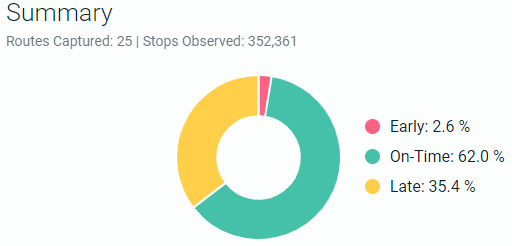 Summary
Routes Captured: 25 | Stops Observed: 352,361
Early: 2.6 %
On-Time: 62.0 %
Late: 35.4 %